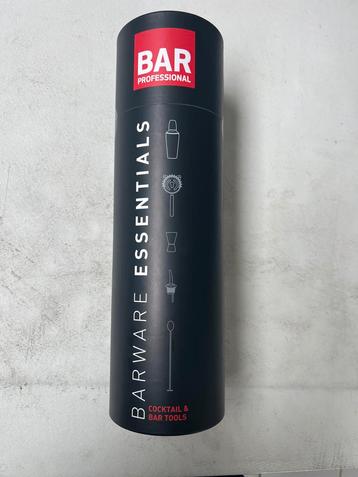 BAR
PROFESSIONAL
BARWARE ESSENTIALS
COCKTAIL &
BAR TOOLS